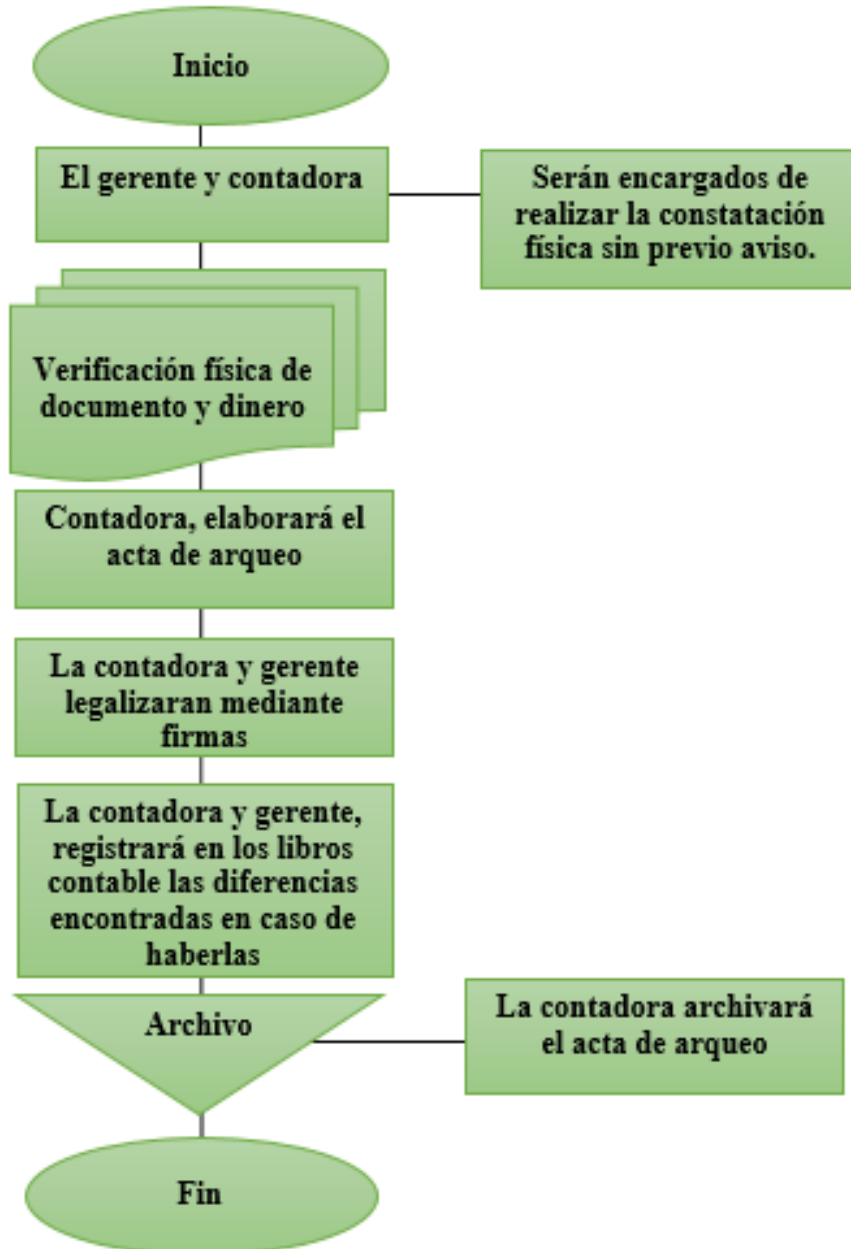 Inicio
El gerente y contadora
Serán encargados de
realizar la constatación
física sin previo aviso.
Verificación física de
documento y dinero
Contadora, elaborará el
acta de arqueo
La contadora y gerente
legalizaran mediante
firmas
La contadora y gerente,
registrará en los libros
contable las diferencias
encontradas en caso de
haberlas
Archivo
La contadora archivará
el acta de arqueo
Fin